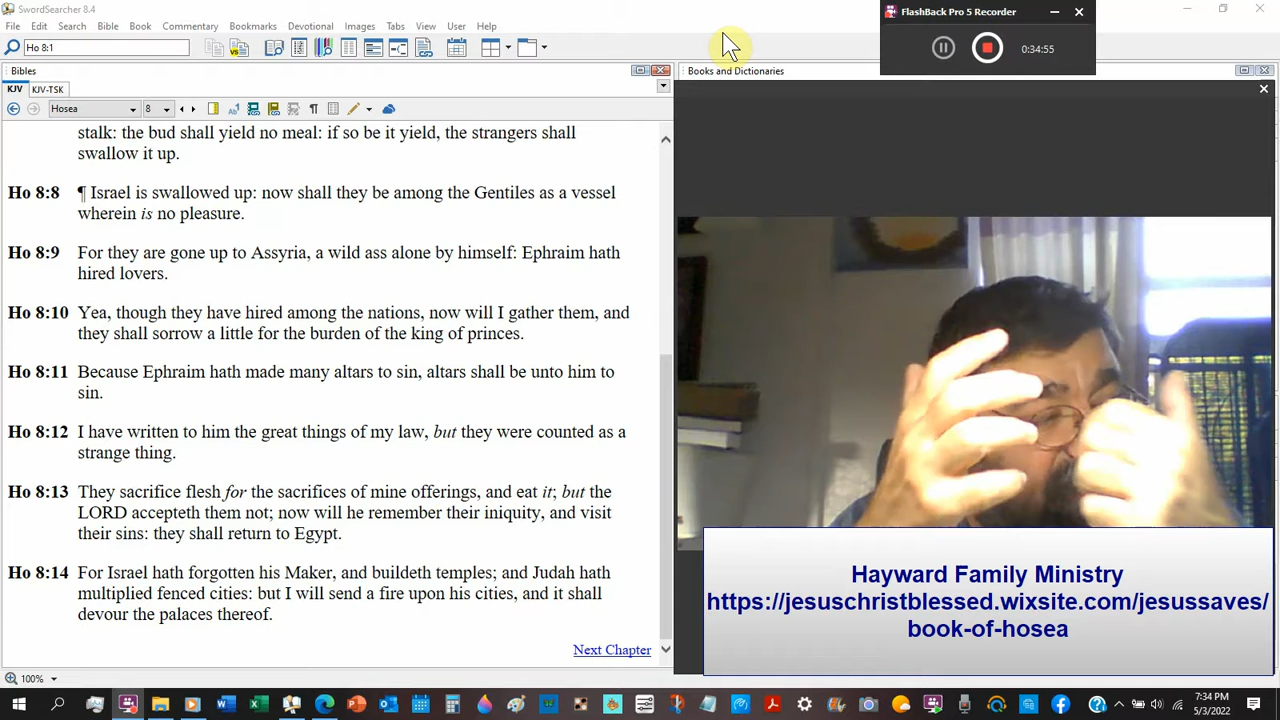 SwordSearcher 8.4
File Edit Search Bible Book Commentary Bookmarks Devotional Images Tabs View User Help
Ho 8:1
Bibles
KJV KJV-TSK
Hosea 8
stalk: the bud shall yield no meal: if so be it yield, the strangers shall
swallow it up.
Ho 8:8 ¶ Israel is swallowed up: now shall they be among the Gentiles as a vessel
wherein is no pleasure.
Ho 8:9 For they are gone up to Assyria, a wild ass alone by himself: Ephraim hath
hired lovers.
Ho 8:10 Yea, though they have hired among the nations, now will I gather them, and
they shall sorrow a little for the burden of the king of princes.
Ho 8:11 Because Ephraim hath made many altars to sin, altars shall be unto him to
sin.
Ho 8:12 I have written to him the great things of my law, but they were counted as a
strange thing.
Ho 8:13 They sacrifice flesh for the sacrifices of mine offerings, and eat it; but the
LORD accepteth them not; now will he remember their iniquity, and visit
their sins: they shall return to Egypt.
Ho 8:14 For Israel hath forgotten his Maker, and buildeth temples; and Judah hath
multiplied fenced cities: but I will send a fire upon his cities, and it shall
devour the palaces thereof.
Next Chapter
100%
FlashBack Pro 5 Recorder
0:34:55
Books and Dictionaries
Hayward Family Ministry
https://jesuschristblessed.wixsite.com/jesussaves/
book-of-hosea
7:34 PM
5/3/2022